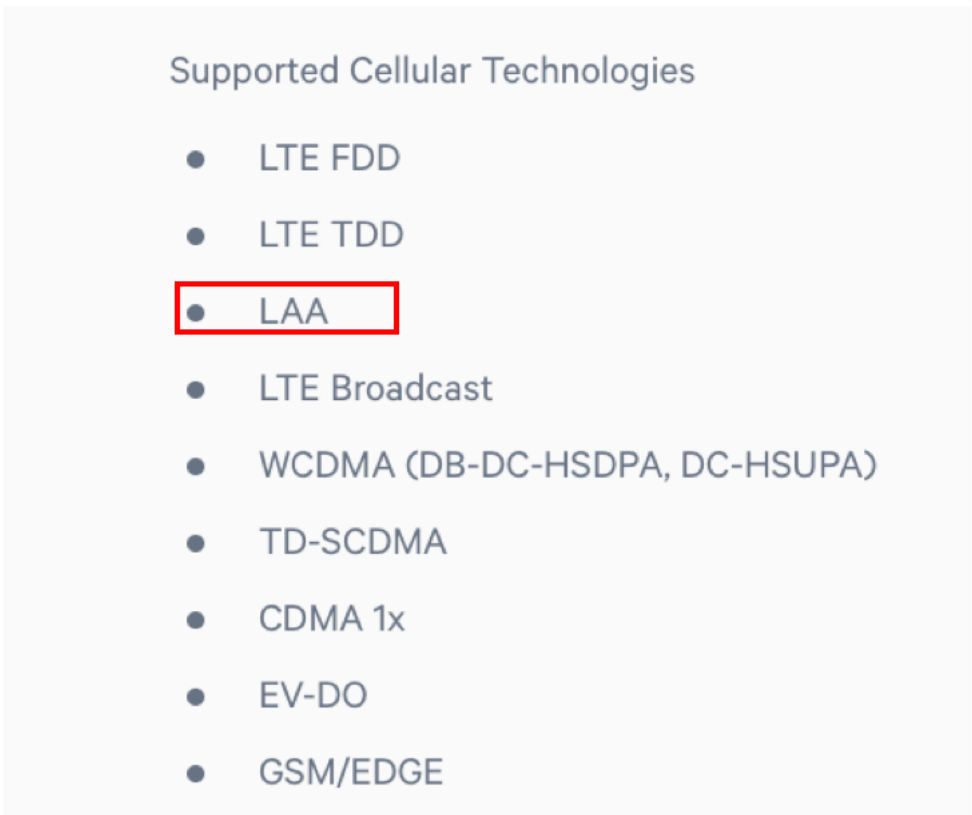 Supported Cellular Technologies
● LTE FDD
● LTE TDD
● LAA
● LTE Broadcast
● WCDMA (DB-DC-HSDPA, DC-HSUPA)
● TD-SCDMA
● CDMA 1x
● EV-DO
● GSM/EDGE